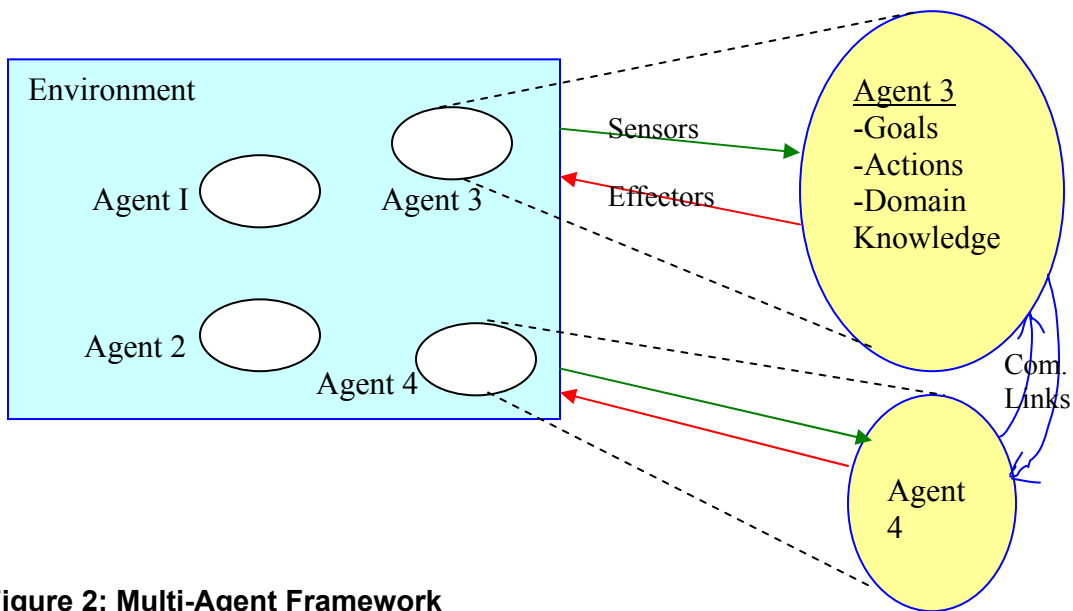 Environment
Agent 3
-Goals
-Actions
-Domain
Knowledge
Sensors
Effectors
Agent I
Agent 3
Agent 2
Agent 4
Com.
Links
Agent
4
igure 2: Multi-Agent Framework